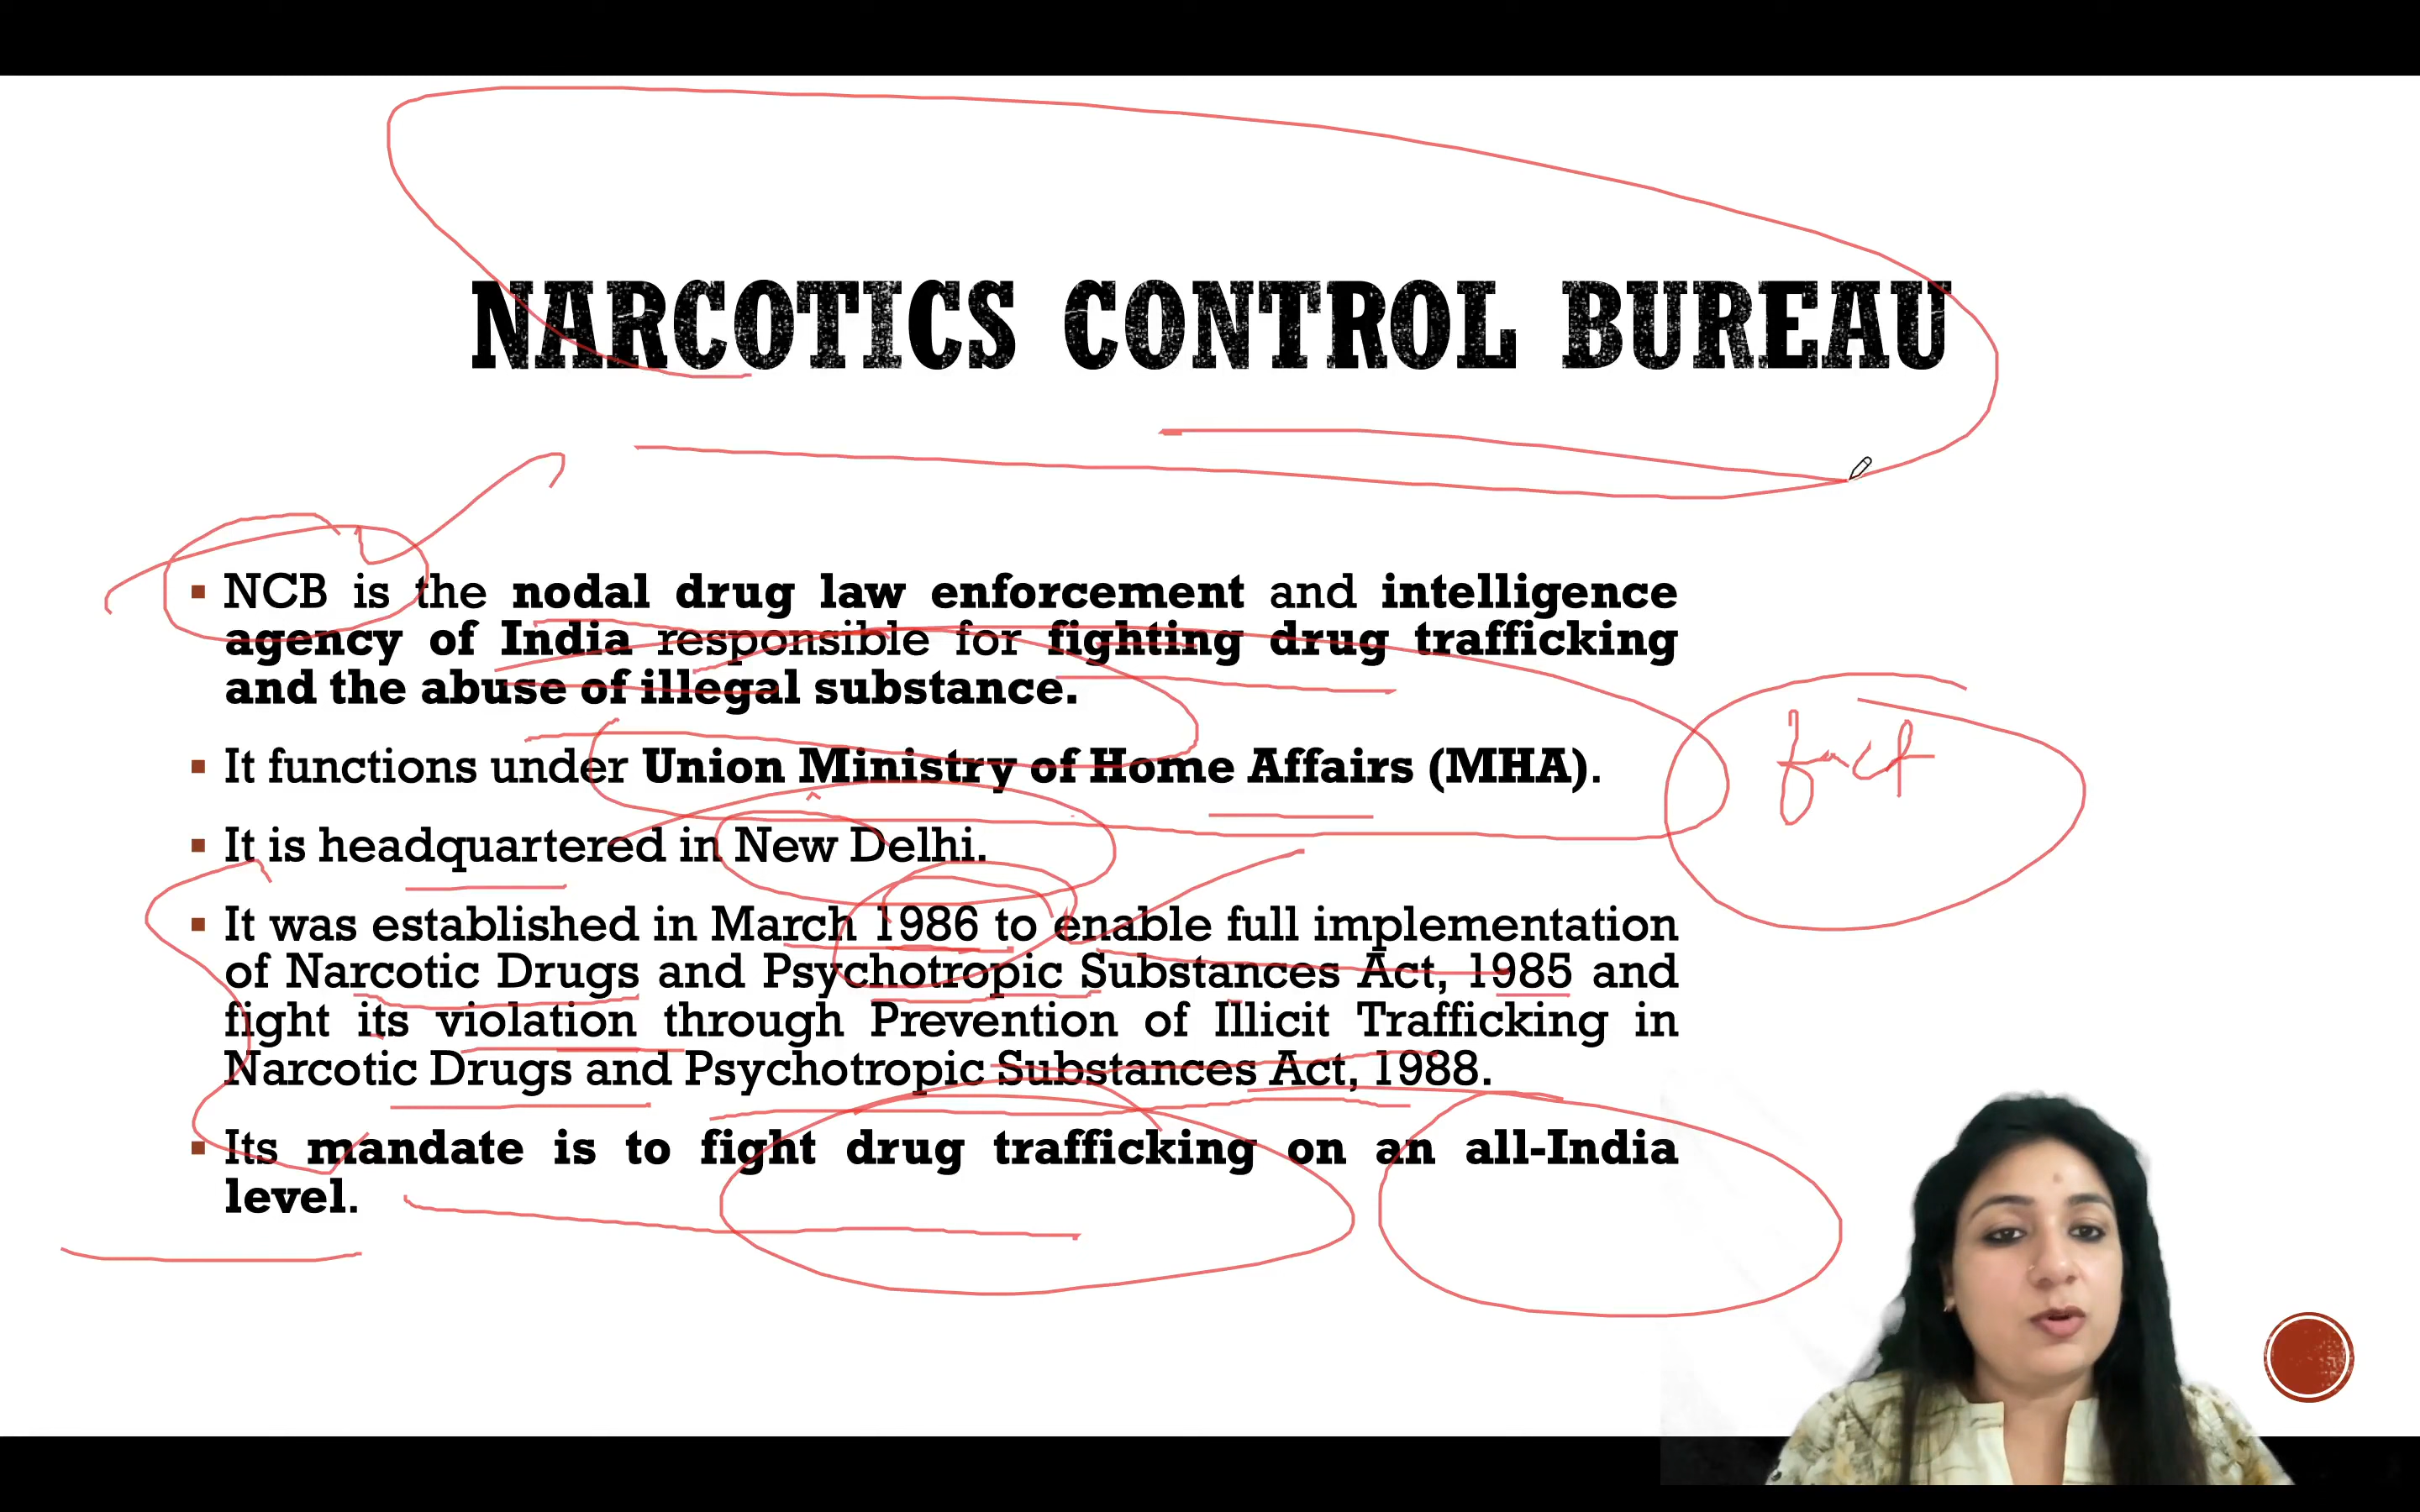 NARCOTICS CONTROL BUREAU
▪ NCB is the nodal drug law enforcement and intelligence
agency of India responsible for fighting drug trafficking
and the abuse of illegal substance.
▪ It functions under Union Ministry of Home Affairs (MHA).
fact
▪ It is headquartered in New Delhi.
▪ It was established in March 1986 to enable full implementation
of Narcotic Drugs and Psychotropic Substances Act, 1985 and
fight its violation through Prevention of Illicit Trafficking in
Narcotic Drugs and Psychotropic Substances Act, 1988.
▪ Its mandate is to fight drug trafficking on an all-India
level.